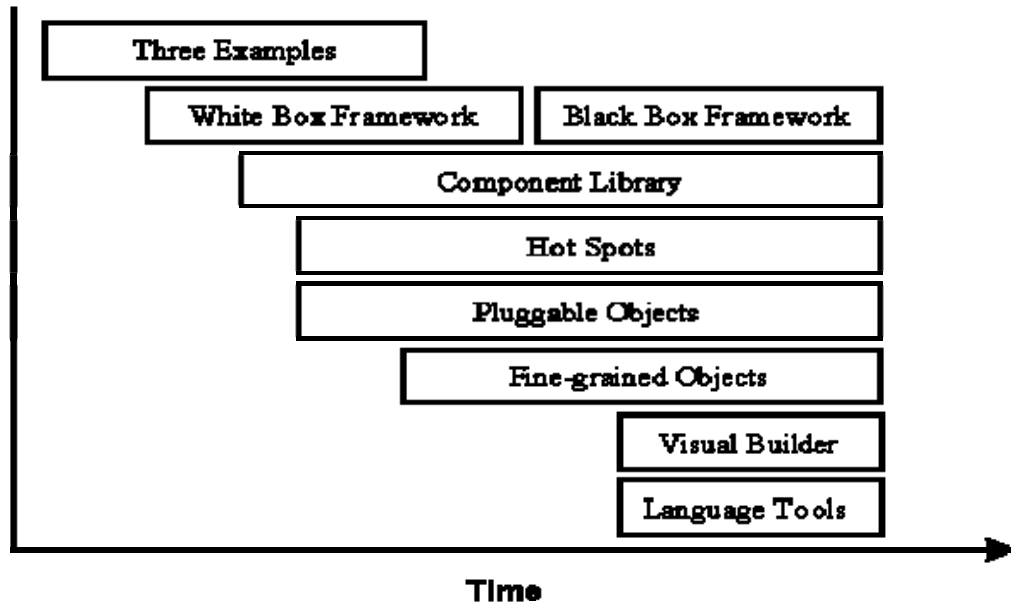 Three Examples
White Box Framework
Black Box Framework
Component Library
Hot Spots
Pluggable Objects
Fine-grained Objects
Visual Builder
Language Tools
Time